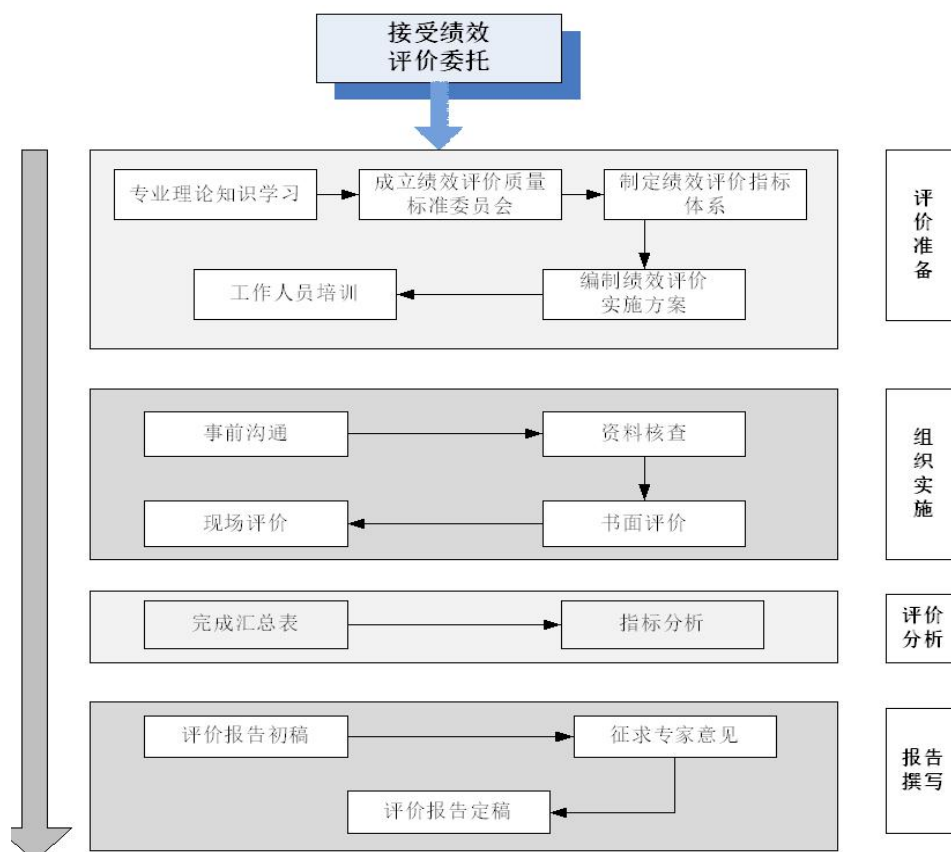 接受绩效
评价委托
专业理论知识学习
成立绩效评价质量
标准委员会
制定绩效评价指标
体系
工作人员培训
编制绩效评价
实施方案
评
价
准
备
事前沟通
资料核查
现场评价
书面评价
组
织
实
施
完成汇总表
指标分析
评价
分析
评价报告初稿
征求专家意见
评价报告定稿
报告
撰写